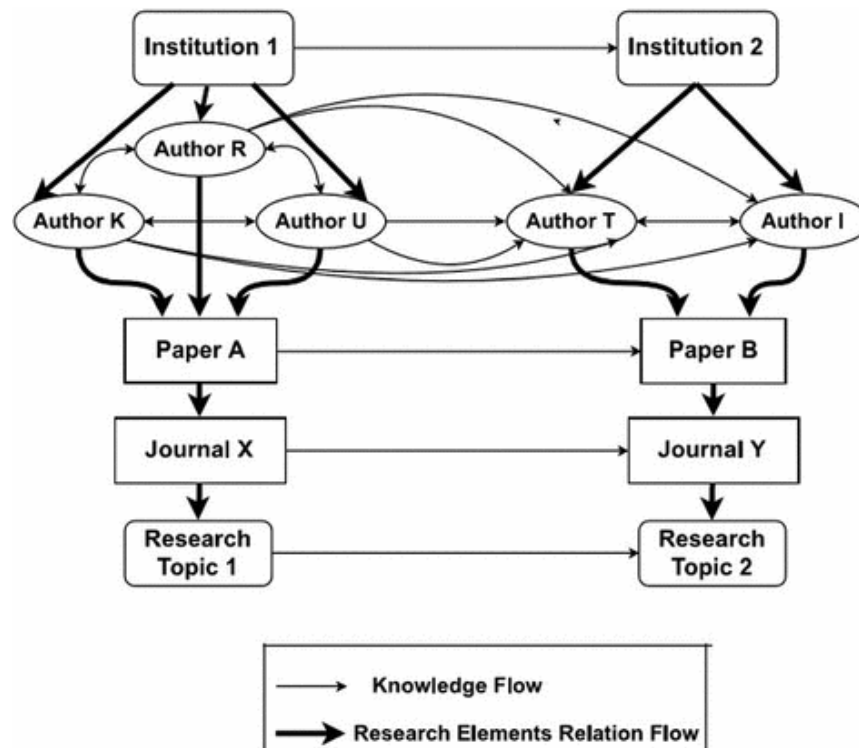 Institution 1
Institution 2
Author R
Author K
Author U
Author T
Author I
Paper A
Paper B
Journal X
Journal Y
Research
Topic 1
Research
Topic 2
Knowledge Flow
Research Elements Relation Flow